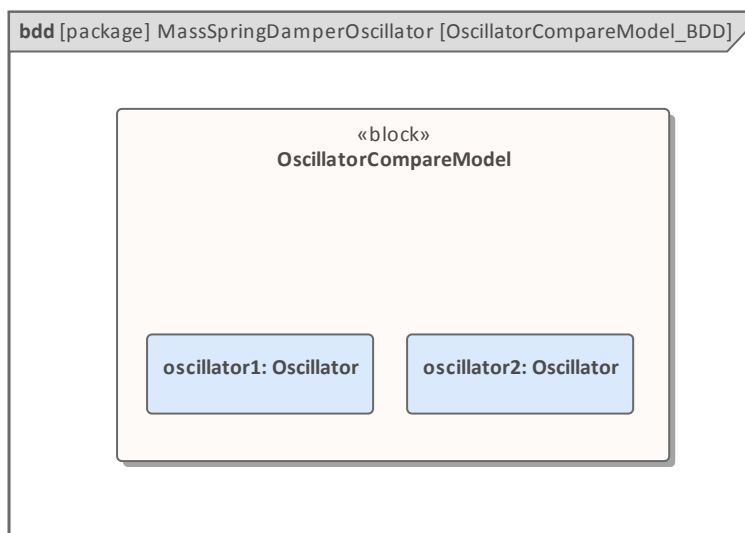 bdd [package] MassSpringDamperOscillator [OscillatorCompareModel_BDD]
«block»
OscillatorCompareModel
oscillator1: Oscillator
oscillator2: Oscillator